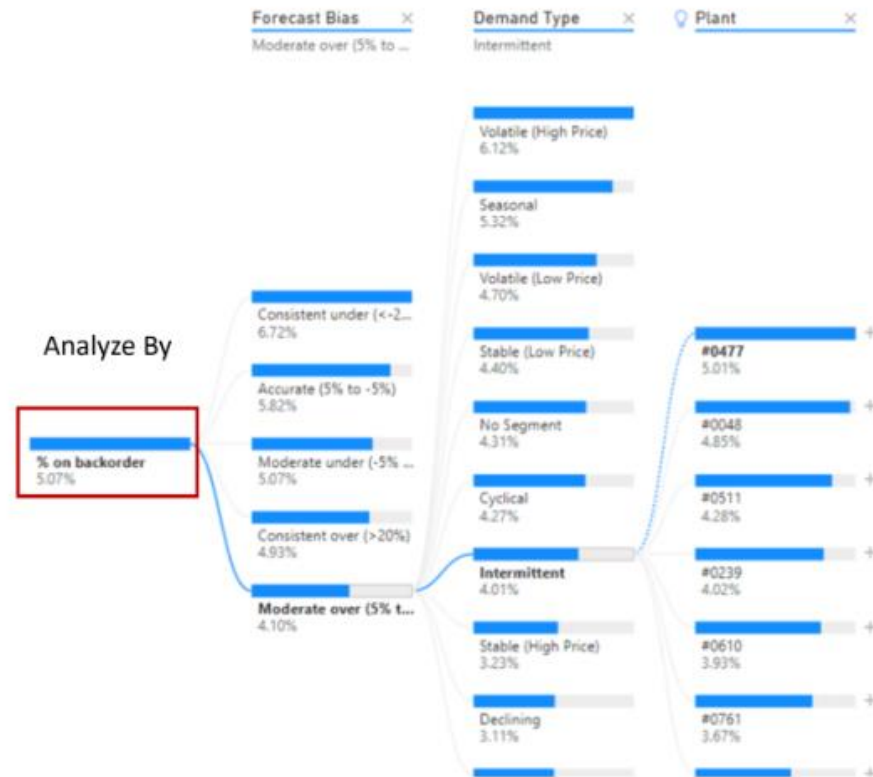 Forecast Bias
Moderate over (5% to ...
Demand Type
Intermittent
Plant
Analyze By
% on backorder
5.07%
Consistent under (<-2...
6.72%
Accurate (5% to -5%)
5.82%
Moderate under (-5% ...
5.07%
Consistent over (>20%)
4.93%
Moderate over (5% t...
4.10%
Volatile (High Price)
6.12%
Seasonal
5.32%
Volatile (Low Price)
4.70%
Stable (Low Price)
4.40%
No Segment
4.31%
Cyclical
4.27%
Intermittent
4.01%
Stable (High Price)
3.23%
Declining
3.11%
#0477
5.01%
#0048
4.85%
#0511
4.28%
#0239
4.02%
#0610
3.93%
#0761
3.67%